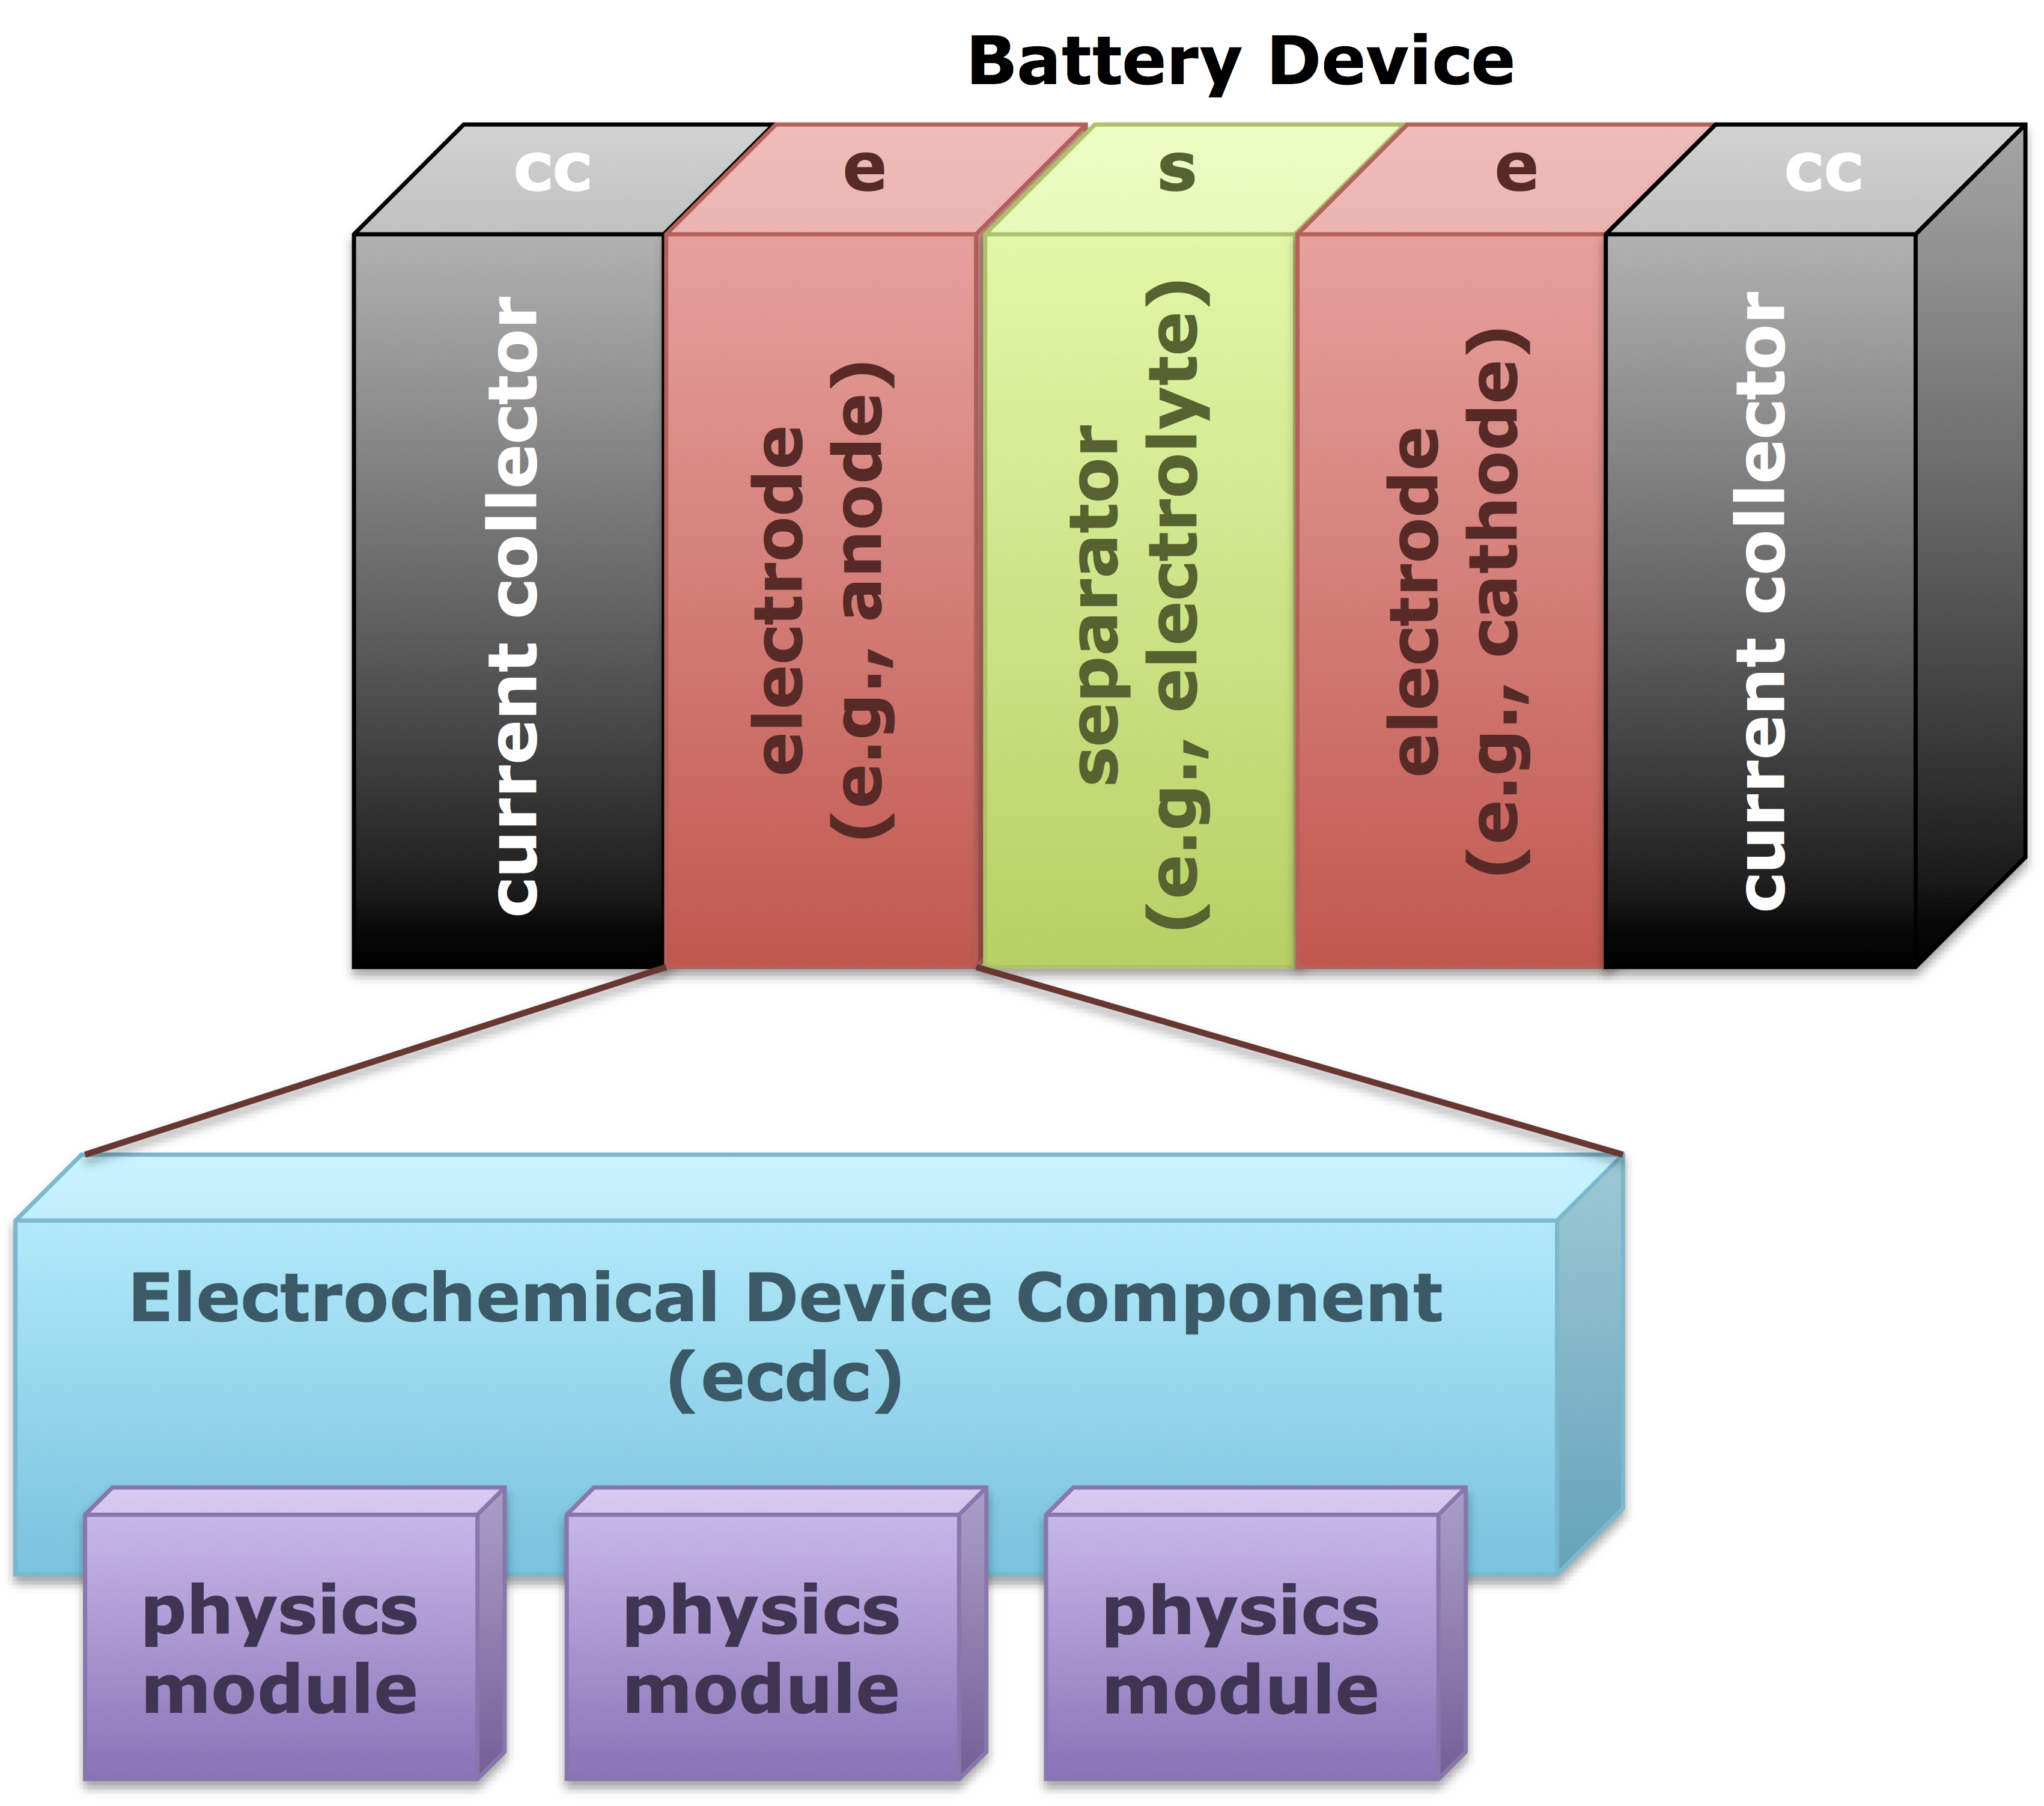 Battery Device
cc
e
s
e
cc
current collector
electrode
(e.g., anode)
separator
(e.g., electrolyte)
electrode
(e.g., cathode)
current collector
Electrochemical Device Component
(ecdc)
physics
module
physics
module
physics
module